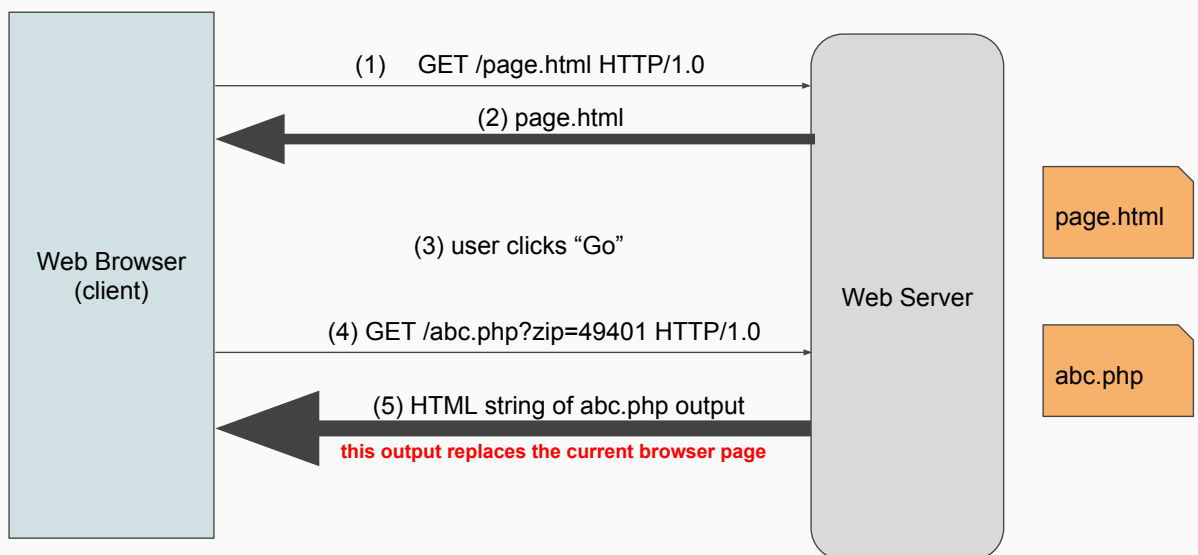 (1) GET /page.html HTTP/1.0
(2) page.html
page.html
(3) user clicks “Go”
Web Browser
(client)
Web Server
(4) GET /abc.php?zip=49401 HTTP/1.0
abc.php
(5) HTML string of abc.php output
this output replaces the current browser page